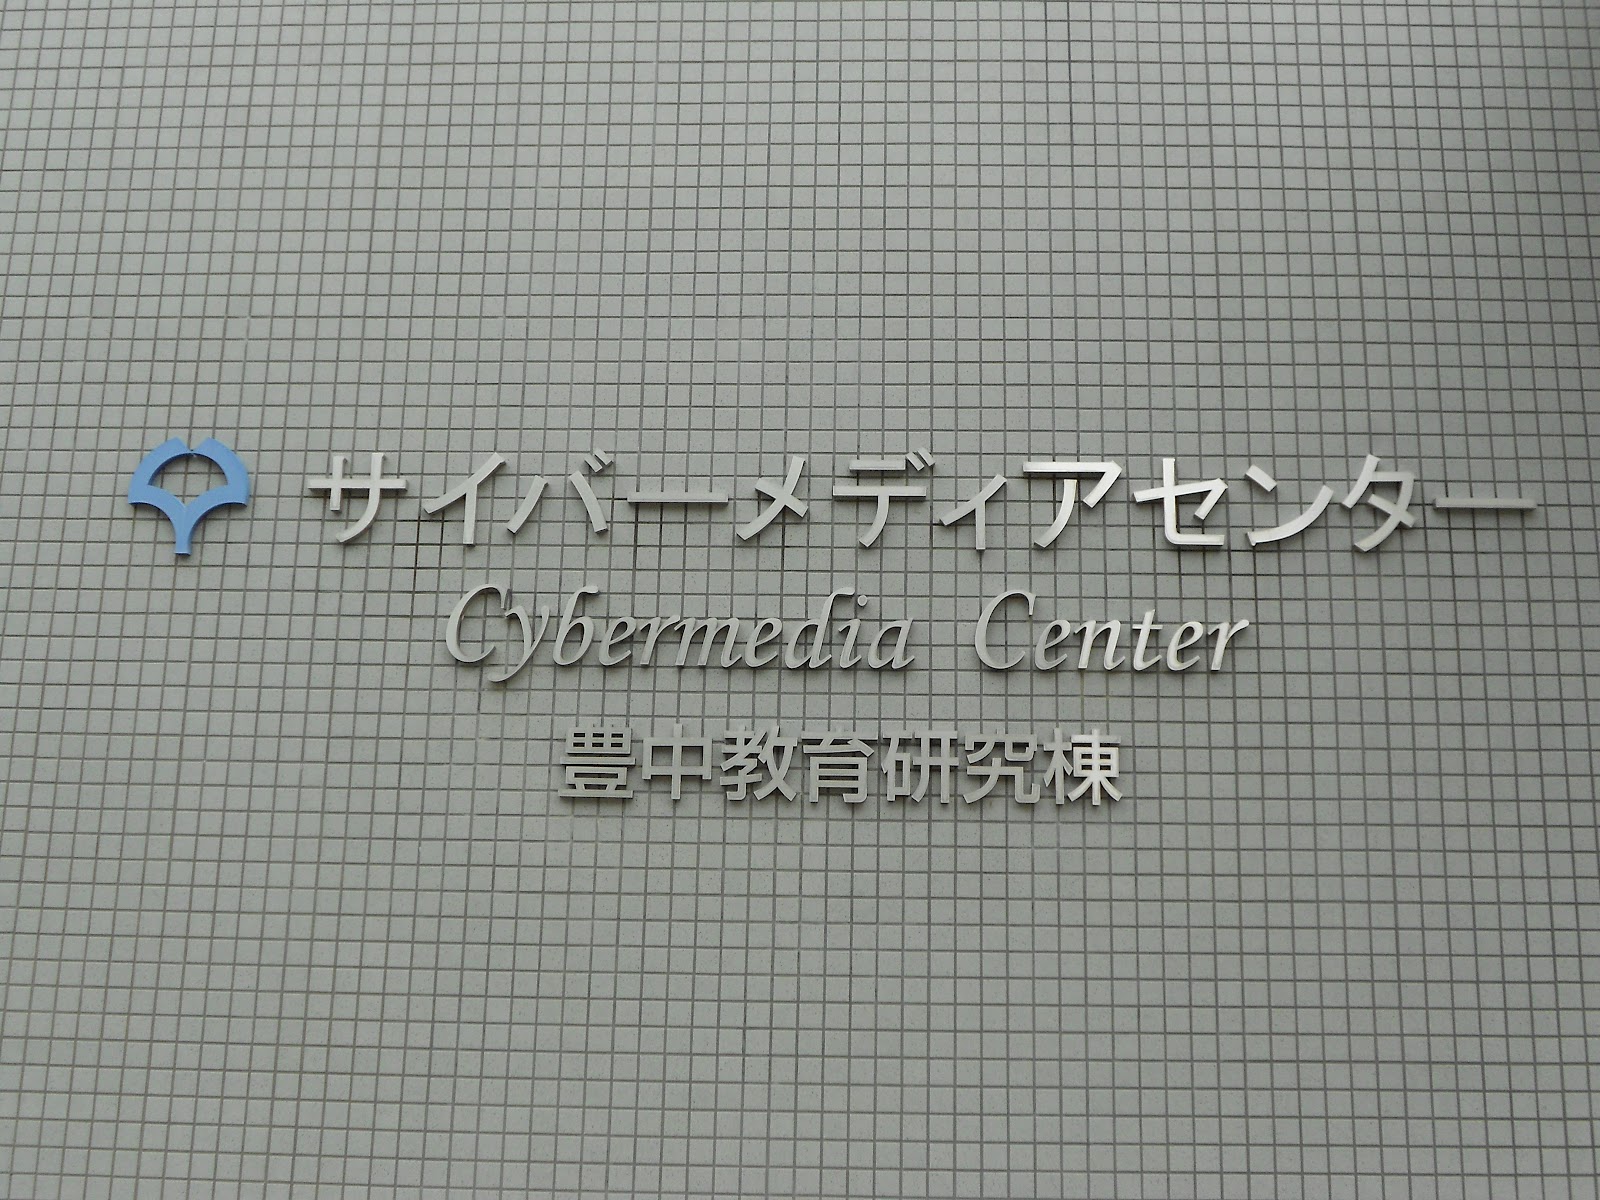 サイバーメディアセンター
Cybermedia Center
豊中教育研究棟